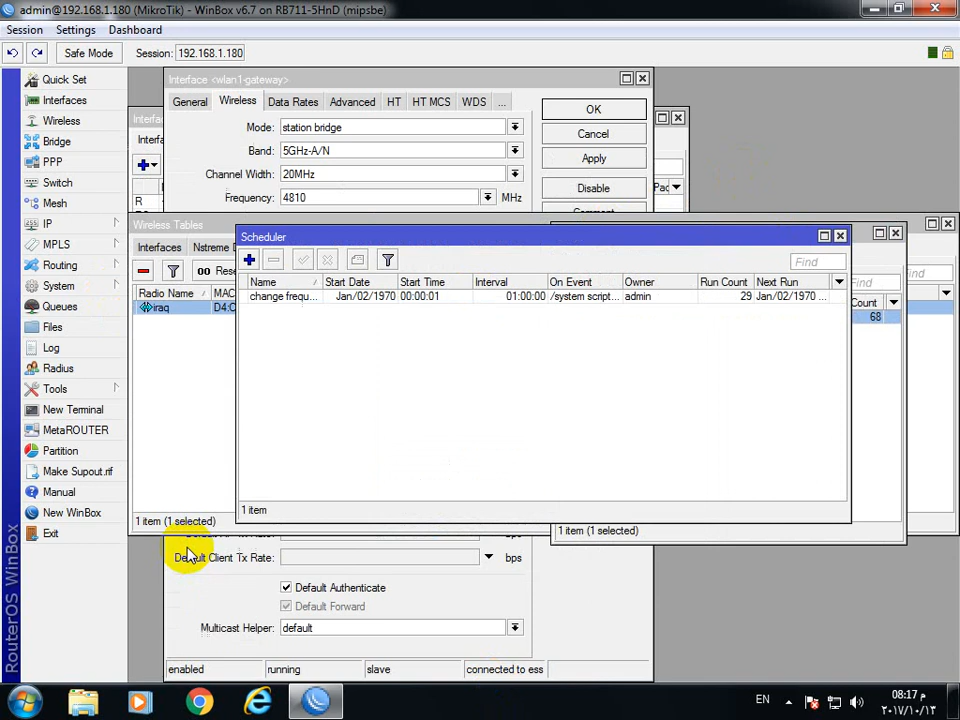 admin@192.168.1.180 (MikroTik) - WinBox v6.7 on RB711-5HnD (mipsbe)
Session Settings Dashboard
Safe Mode Session: 192.168.1.180
Quick Set
Interfaces
Wireless
Bridge
PPP
Switch
Mesh
IP
MPLS
Routing
System
Queues
Files
Log
Radius
Tools
New Terminal
MetaROUTER
Partition
Make Supout.rif
Manual
New WinBox
Exit
RouterOS WinBox
Interface <wlan1-gateway>
General Wireless Data Rates Advanced HT HT MCS WDS ...
Mode: station bridge
Band: 5GHz-A/N
Channel Width: 20MHz
Frequency: 4810 MHz
OK
Cancel
Apply
Disable
R
Wireless Tables
Interfaces Nstreme
Radio Name
iraq
1 item (1 selected)
Scheduler
Find
Name Start Date Start Time Interval On Event Owner Run Count Next Run
change frequ... Jan/02/1970 00:00:01 01:00:00 /system script... admin 29 Jan/02/1970 ...
1 item
Find
Count
68
1 item (1 selected)
Default Client Tx Rate: bps
Default Authenticate
Default Forward
Multicast Helper: default
enabled running slave connected to ess
EN
08:17 م
٢٠١٧/١٠/١٣